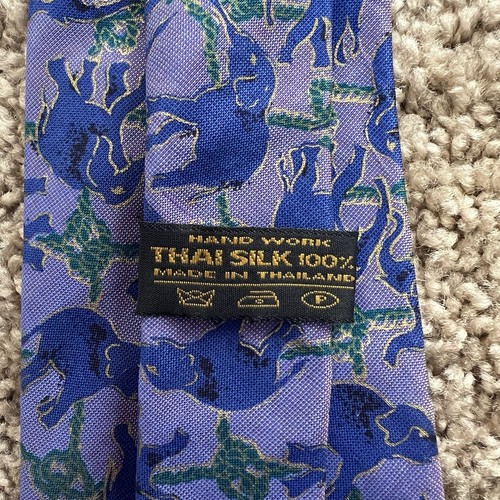 HAND WORK
THAI SILK 100%
MADE IN THAILAND
P